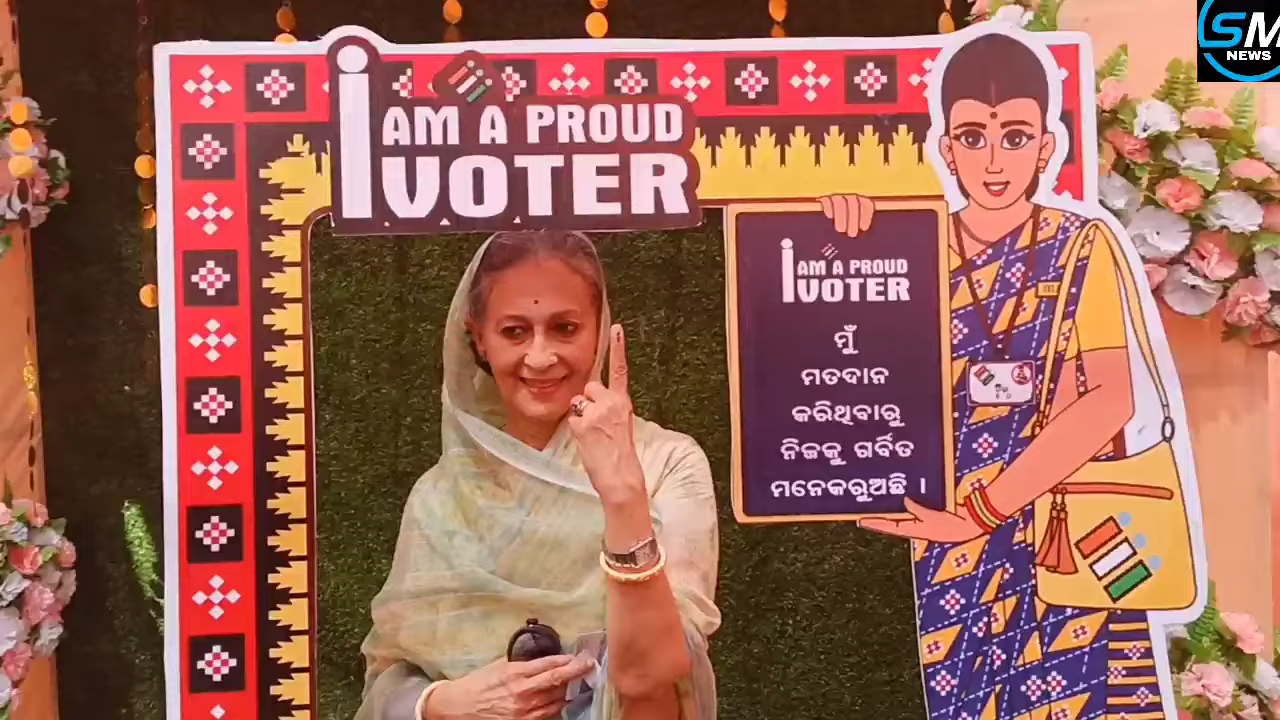 SM
NEWS
I AM A PROUD
VOTER
I AM A PROUD
VOTER
ମୁଁ
ମତଦାନ
କରିଥିବାରୁ
ନିଜକୁ ଗର୍ବିତ
ମନେକରୁଅଛି ।